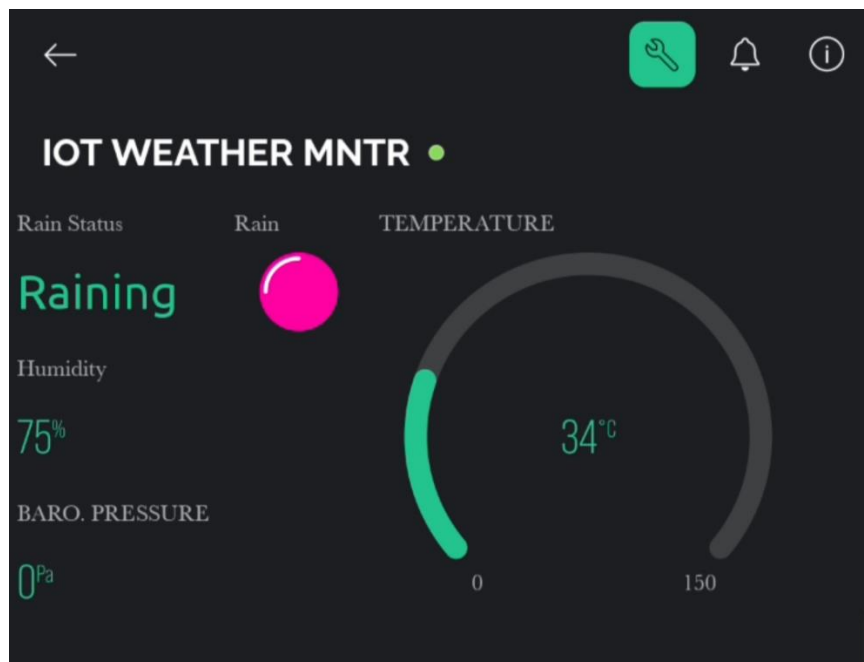 IOT WEATHER MNTR
Rain Status
Rain
TEMPERATURE
Raining
Humidity
75%
34°C
BARO. PRESSURE
0Pa
0
150